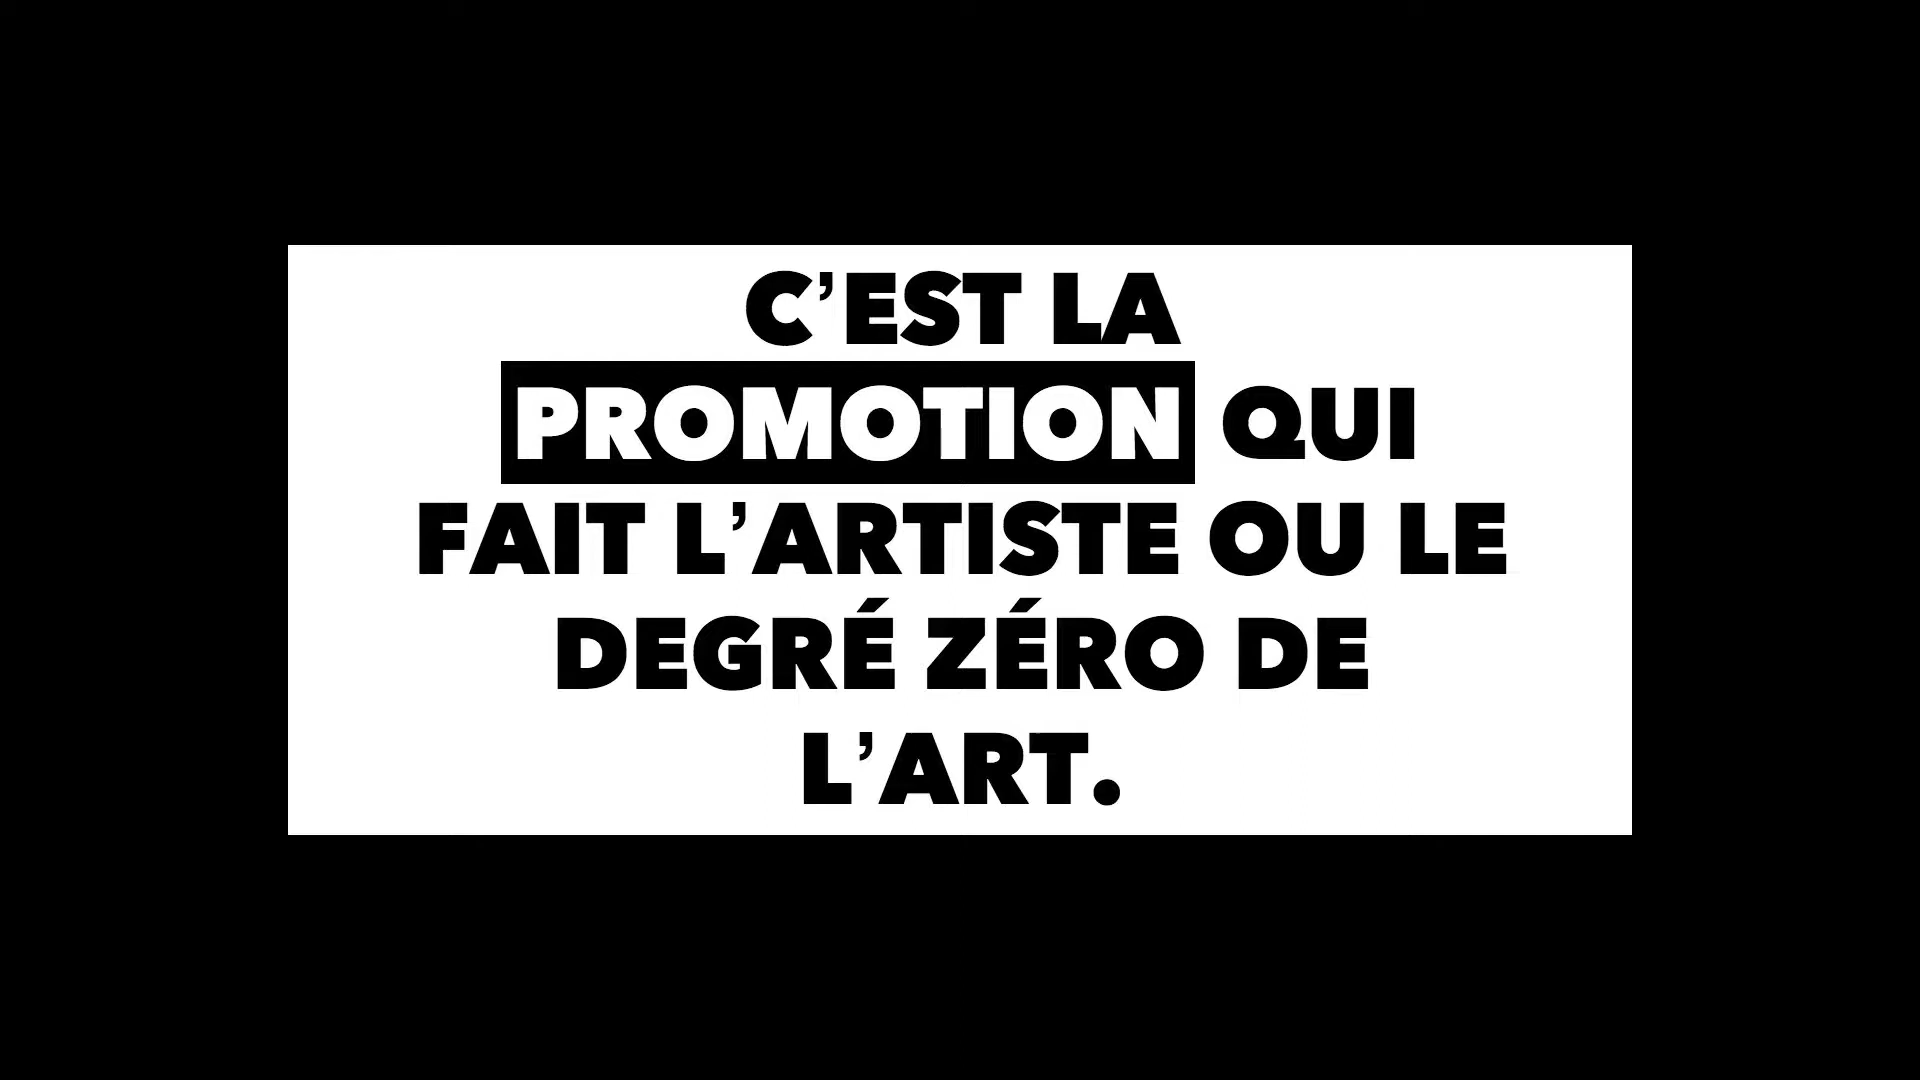 C’EST LA
PROMOTION QUI
FAIT L’ARTISTE OU LE
DEGRÉ ZÉRO DE
L’ART.